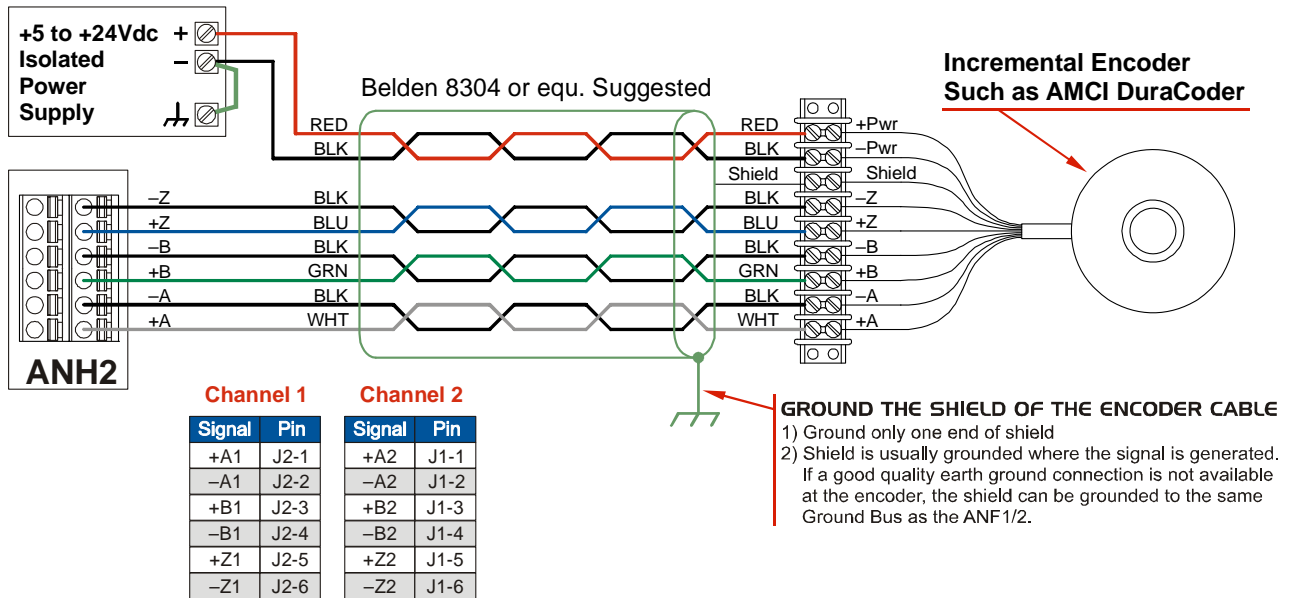 +5 to +24Vdc +
Isolated –
Power
Supply
Incremental Encoder
Such as AMCI DuraCoder
Belden 8304 or equ. Suggested
RED RED +Pwr
BLK BLK –Pwr
Shield Shield
–Z BLK BLK –Z
+Z BLU BLU +Z
–B BLK BLK –B
+B GRN GRN +B
–A BLK BLK –A
+A WHT WHT +A
ANH2
Channel 1
Signal Pin
+A1 J2-1
–A1 J2-2
+B1 J2-3
–B1 J2-4
+Z1 J2-5
–Z1 J2-6
Channel 2
Signal Pin
+A2 J1-1
–A2 J1-2
+B2 J1-3
–B2 J1-4
+Z2 J1-5
–Z2 J1-6
GROUND THE SHIELD OF THE ENCODER CABLE
1) Ground only one end of shield
2) Shield is usually grounded where the signal is generated.
If a good quality earth ground connection is not available
at the encoder, the shield can be grounded to the same
Ground Bus as the ANF1/2.